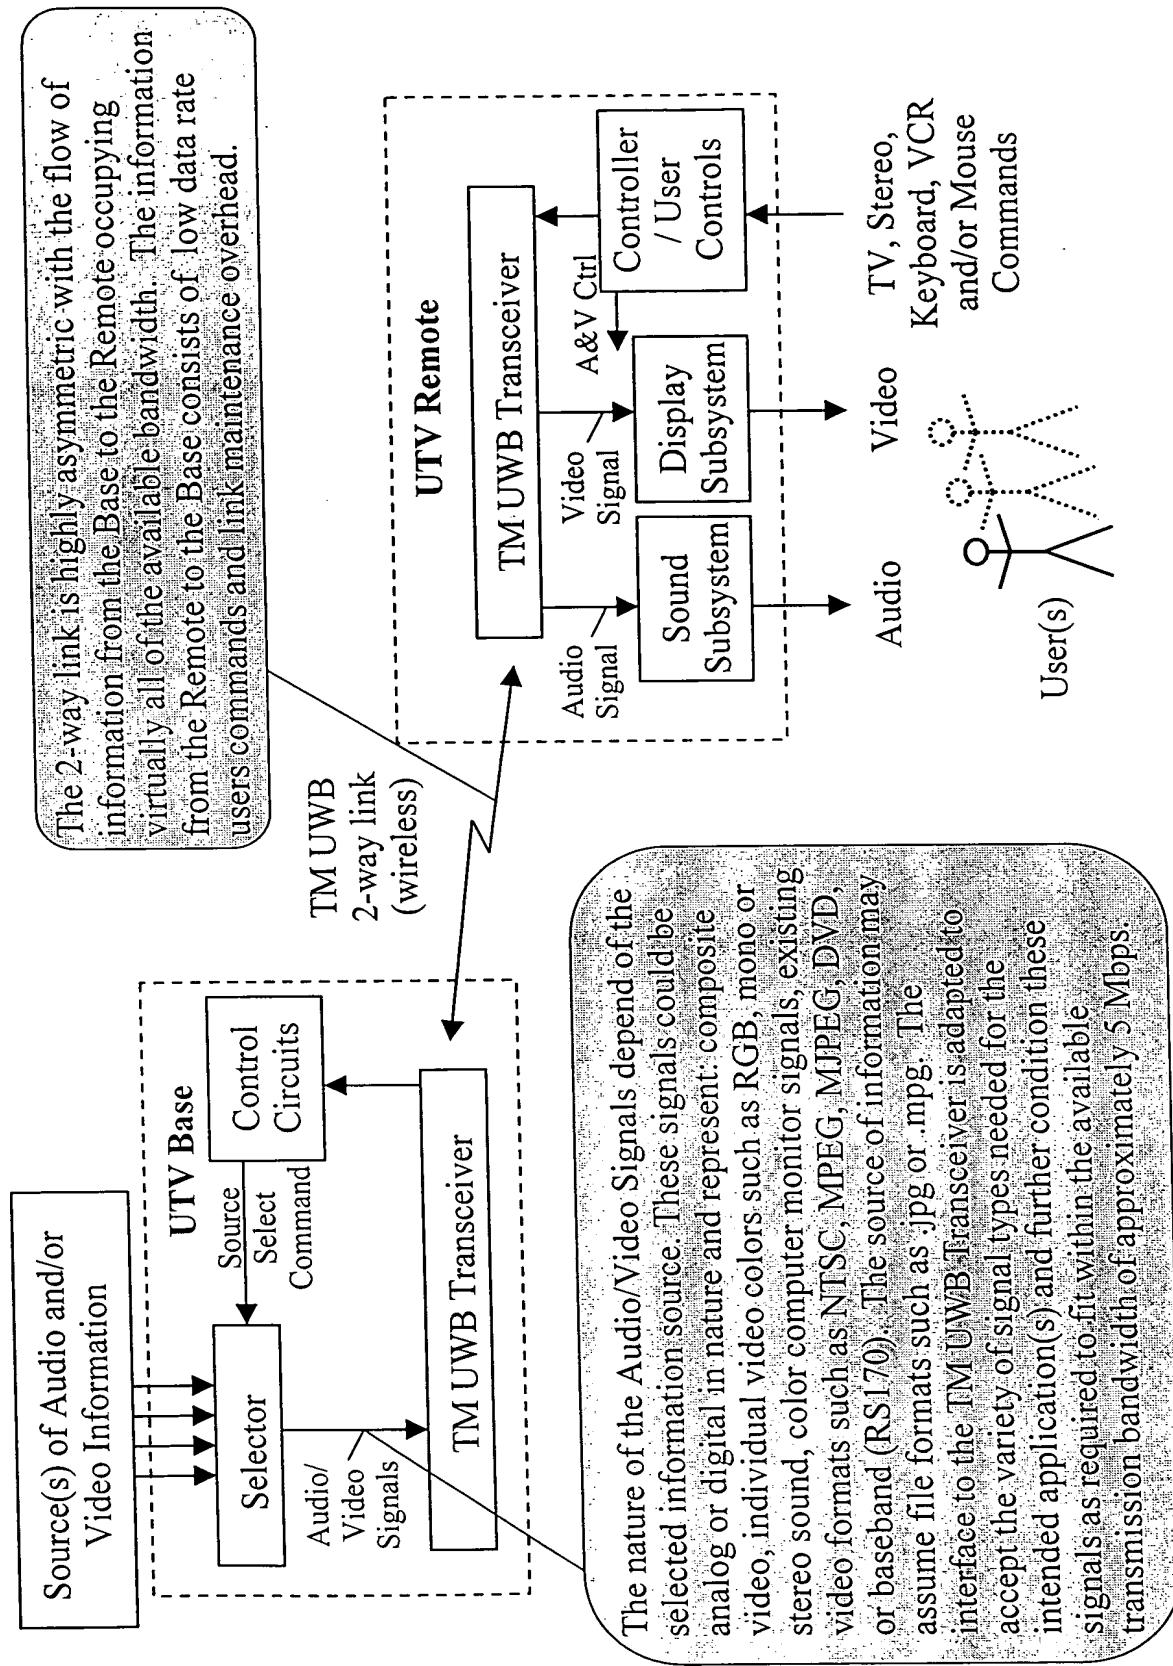 Source(s) of Audio and/or
Video Information
UTV Base
Selector
Source
Select
Command
Control
Circuits
Audio/
Video
Signals
TM UWB Transceiver
TM UWB
2-way link
(wireless)
The 2-way link is highly asymmetric with the flow of
information from the Base to the Remote occupying
virtually all of the available bandwidth. The information
from the Remote to the Base consists of low data rate
users commands and link maintenance overhead.
The nature of the Audio/Video Signals depend of the
selected information source. These signals could be
analog or digital in nature and represent: composite
video, individual video colors such as RGB, mono or
stereo sound, color computer monitor signals, existing
video formats such as NTSC, MPEG, MJPEG, DVD,
or baseband (RS170). The source of information may
assume file formats such as .jpg or .mpg. The
interface to the TM UWB Transceiver is adapted to
accept the variety of signal types needed for the
intended application(s) and further condition these
signals as required to fit within the available
transmission bandwidth of approximately 5 Mbps.
UTV Remote
TM UWB Transceiver
Audio
Signal
Video
Signal
A&V Ctrl
Sound
Subsystem
Display
Subsystem
Controller
/ User
Controls
Audio
Video
TV, Stereo,
Keyboard, VCR
and/or Mouse
Commands
User(s)